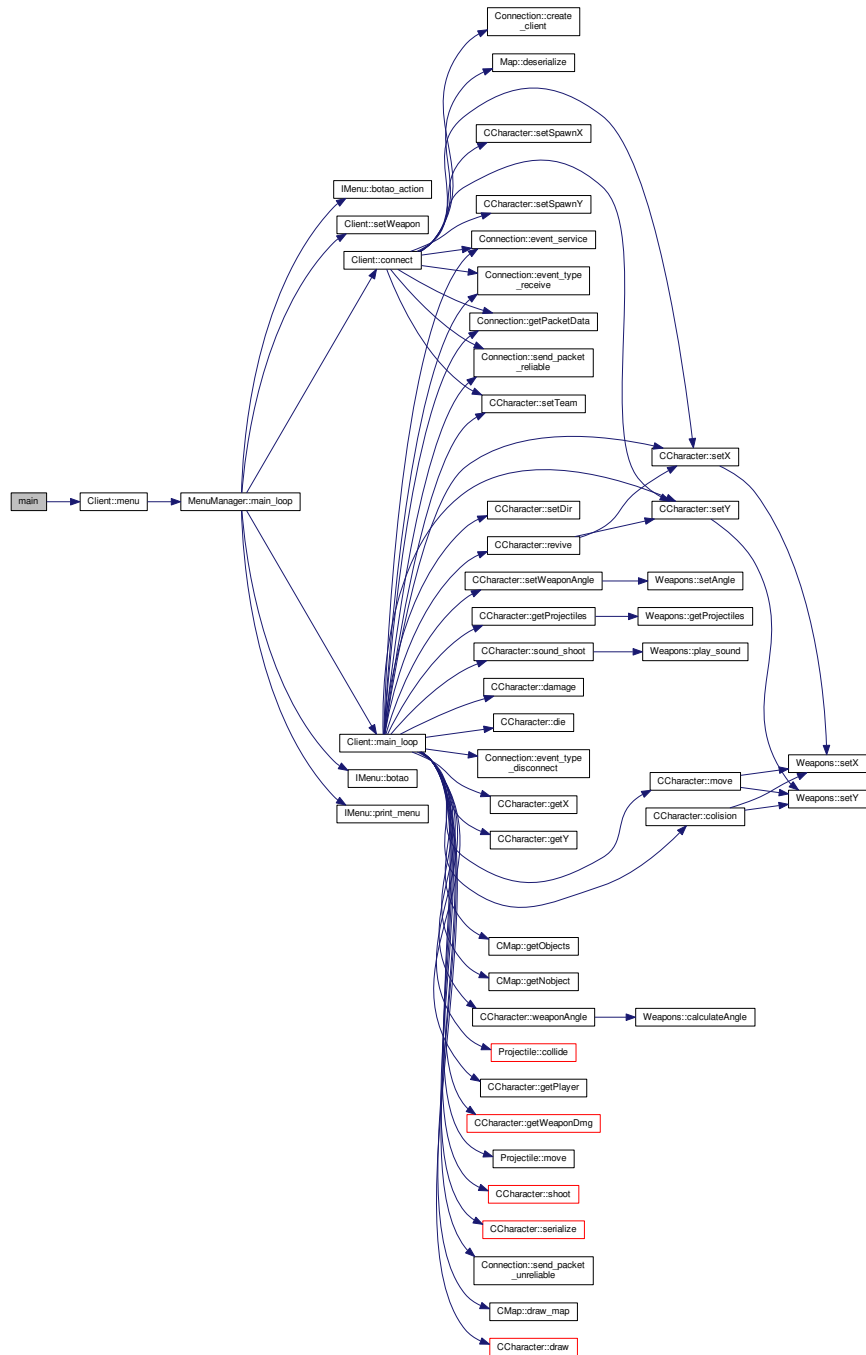 Connection::create
_client
Map::deserialize
CCharacter::setSpawnX
IMenu::botao_action
CCharacter::setSpawnY
Client::setWeapon
Connection::event_service
Client::connect
Connection::event_type
_receive
Connection::getPacketData
Connection::send_packet
_reliable
CCharacter::setTeam
CCharacter::setX
main
Client::menu
MenuManager::main_loop
CCharacter::setY
CCharacter::setDir
CCharacter::revive
CCharacter::setWeaponAngle
Weapons::setAngle
CCharacter::getProjectiles
Weapons::getProjectiles
CCharacter::sound_shoot
Weapons::play_sound
CCharacter::damage
CCharacter::die
Client::main_loop
Connection::event_type
_disconnect
Weapons::setX
IMenu::botao
CCharacter::move
CCharacter::getX
Weapons::setY
IMenu::print_menu
CCharacter::colision
CCharacter::getY
CMap::getObjects
CMap::getNobject
CCharacter::weaponAngle
Weapons::calculateAngle
Projectile::collide
CCharacter::getPlayer
CCharacter::getWeaponDmg
Projectile::move
CCharacter::shoot
CCharacter::serialize
Connection::send_packet
_unreliable
CMap::draw_map
CCharacter::draw